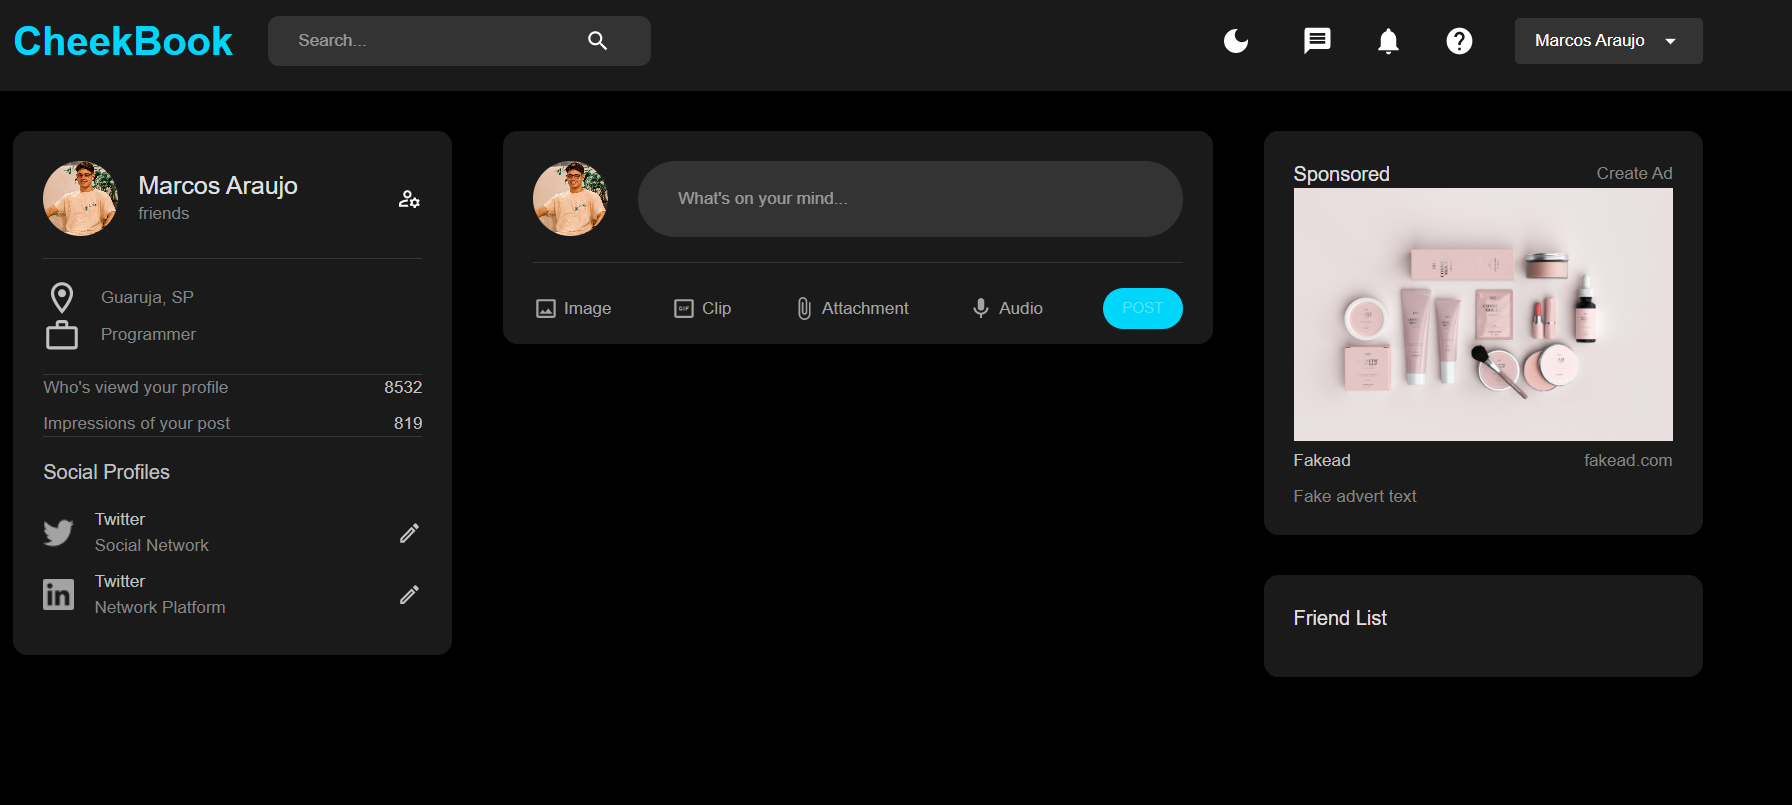 CheekBook
Search...
Marcos Araujo
Marcos Araujo
friends
Guaruja, SP
Programmer
Who's viewd your profile 8532
Impressions of your post 819
Social Profiles
Twitter
Social Network
Twitter
Network Platform
What's on your mind...
Image
GIF Clip
Attachment
Audio
POST
Sponsored Create Ad
Fakead fakead.com
Fake advert text
Friend List